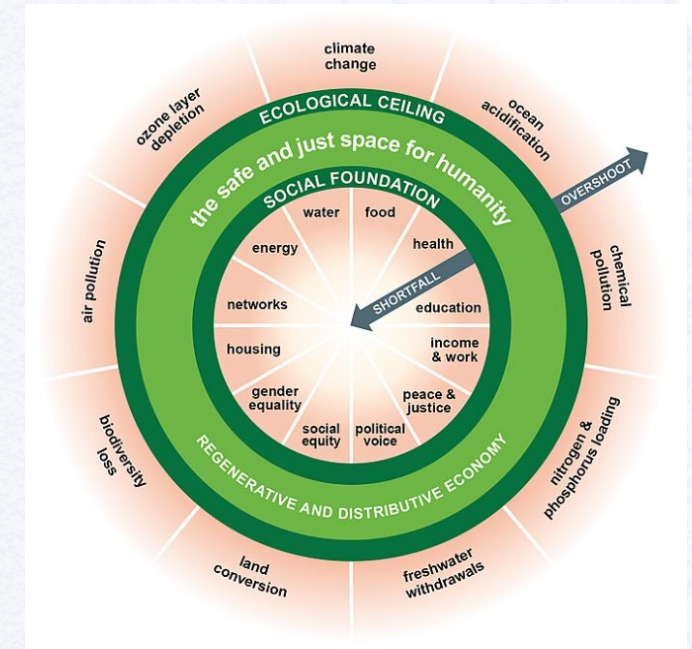 climate
change
ocean
acidification
chemical
pollution
nitrogen &
phosphorus loading
freshwater
withdrawals
land
conversion
biodiversity
loss
air pollution
ozone layer
depletion
ECOLOGICAL CEILING
the safe and just space for humanity
SOCIAL FOUNDATION
OVERSHOOT
SHORTFALL
water
food
health
education
income
& work
peace &
justice
political
voice
social
equity
gender
equality
housing
networks
energy
REGENERATIVE AND DISTRIBUTIVE ECONOMY